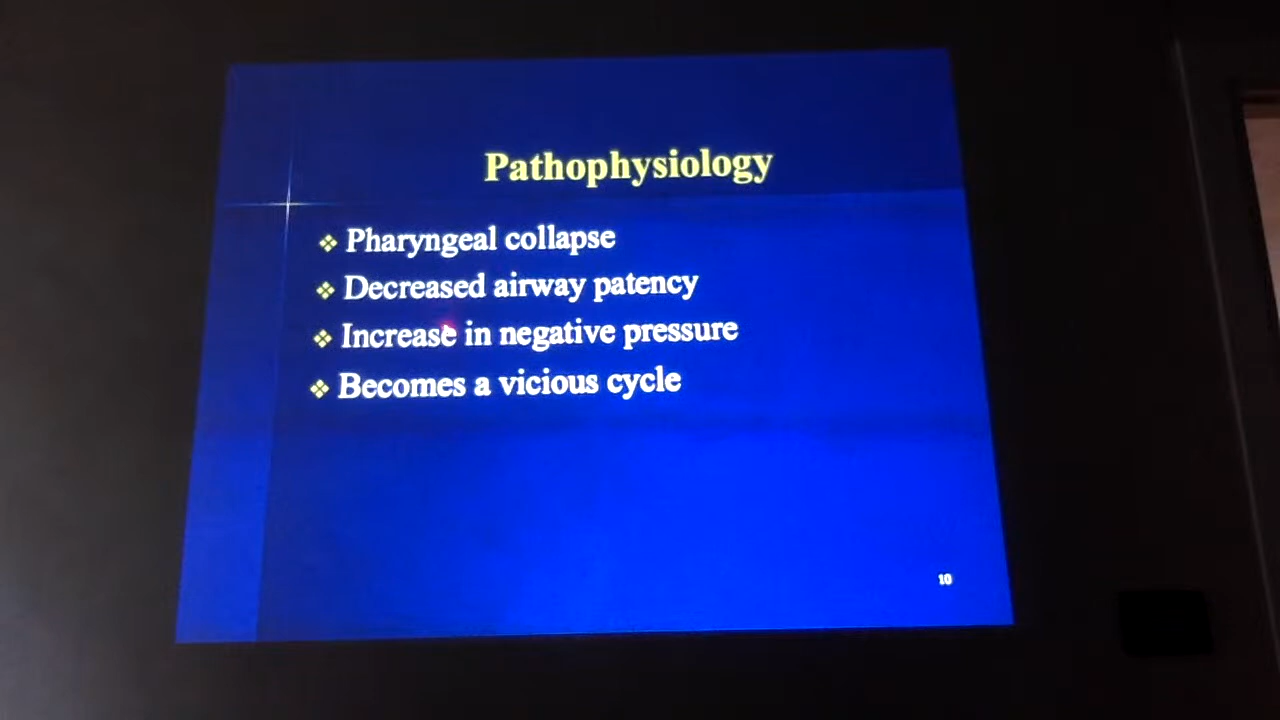 Pathophysiology
Pharyngeal collapse
Decreased airway patency
Increase in negative pressure
Becomes a vicious cycle
10